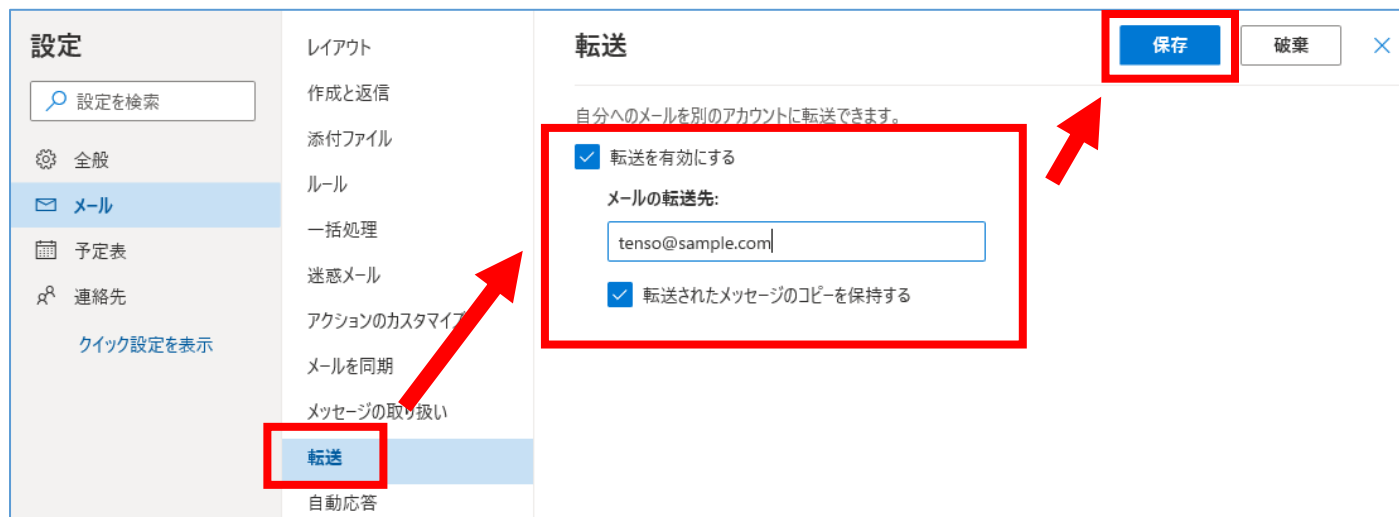 設定
設定を検索
全般
メール
予定表
連絡先
クイック設定を表示
レイアウト
作成と返信
添付ファイル
ルール
一括処理
迷惑メール
アクションのカスタマイズ
メールを同期
メッセージの取り扱い
転送
自動応答
転送
保存
破棄
自分へのメールを別のアカウントに転送できます。
転送を有効にする
メールの転送先:
tenso@sample.com
転送されたメッセージのコピーを保持する